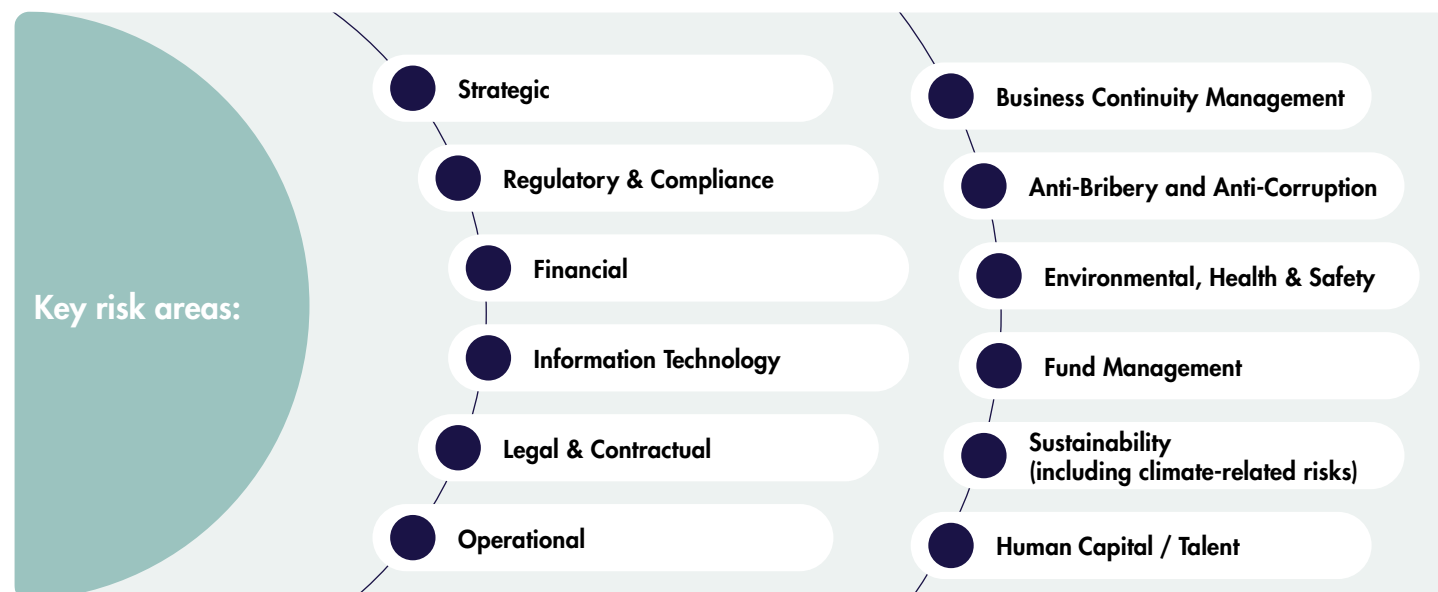 Key risk areas:
Strategic
Regulatory & Compliance
Financial
Information Technology
Legal & Contractual
Operational
Business Continuity Management
Anti-Bribery and Anti-Corruption
Environmental, Health & Safety
Fund Management
Sustainability
(including climate-related risks)
Human Capital / Talent